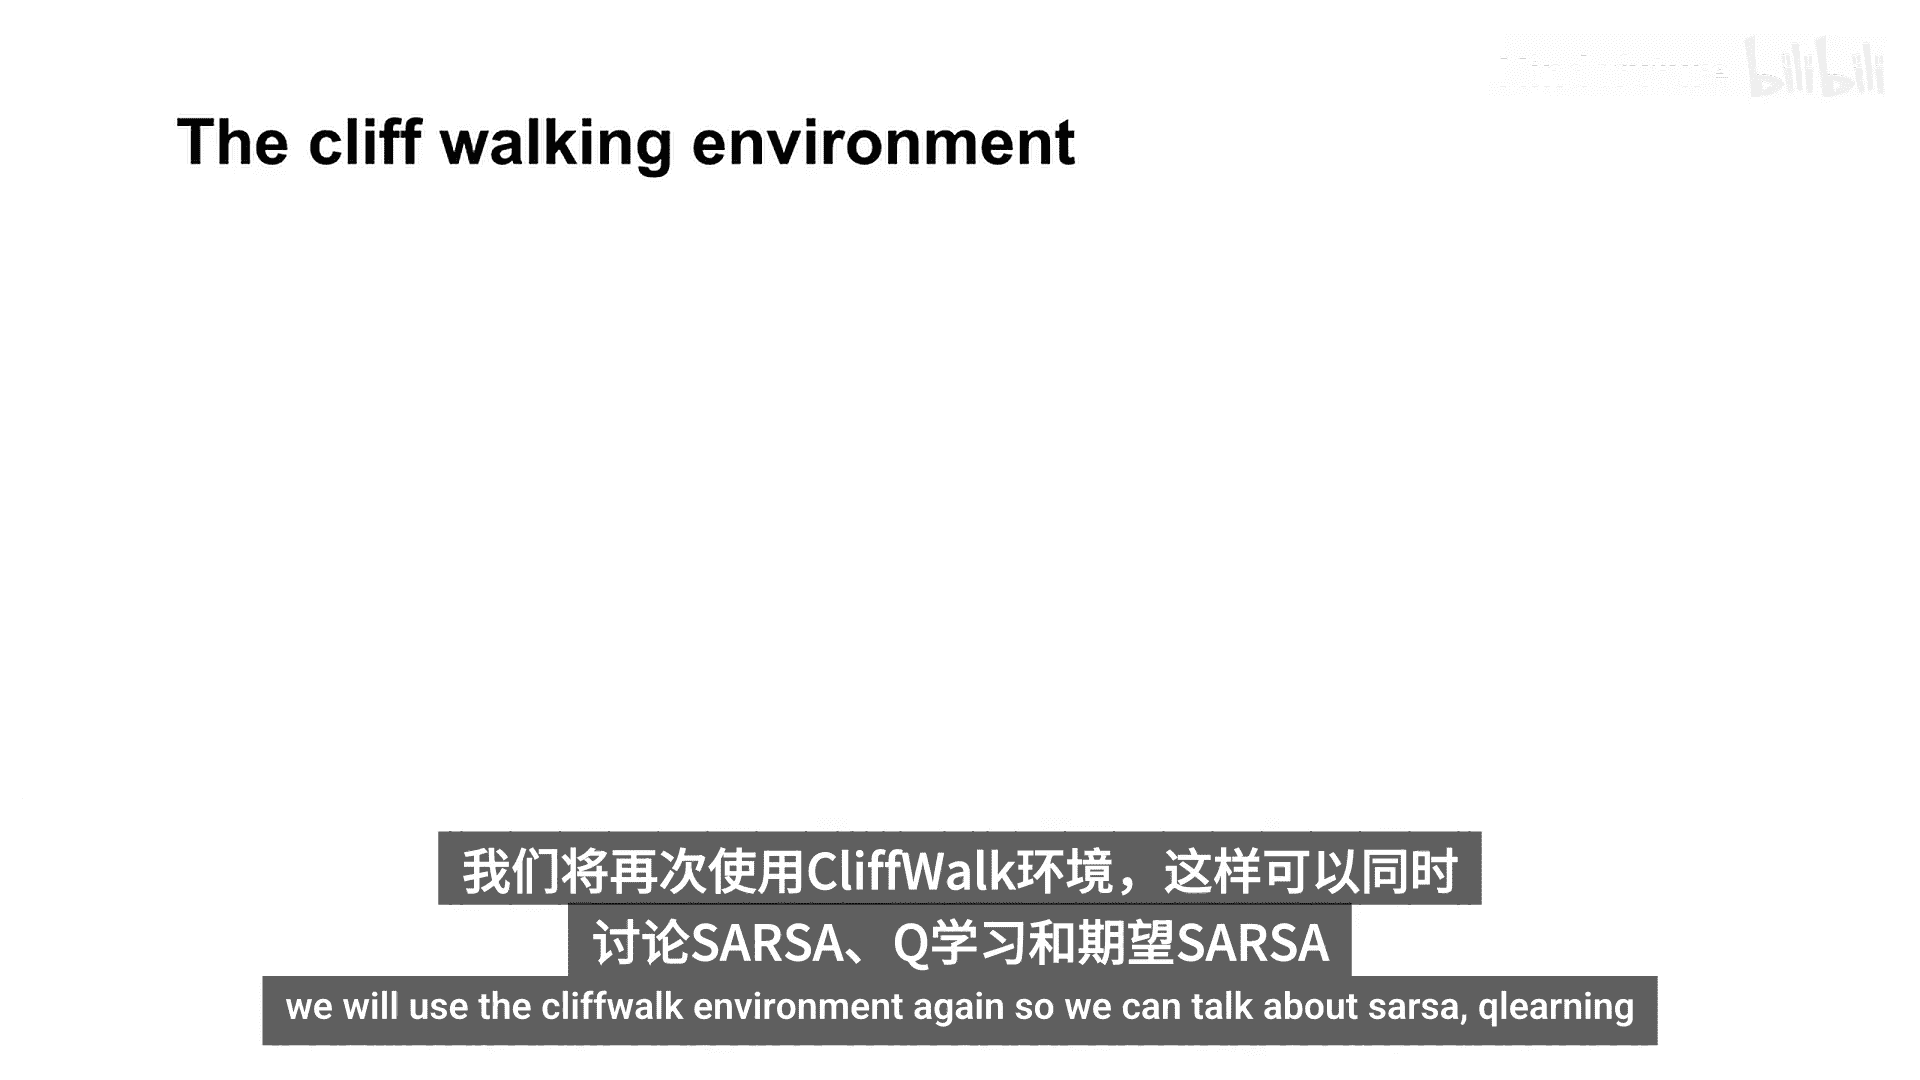 bilibili
The cliff walking environment
我们将再次使用CliffWalk环境，这样可以同时
讨论SARSA、Q学习和期望SARSA
we will use the cliffwalk environment again so we can talk about sarsa, qlearning